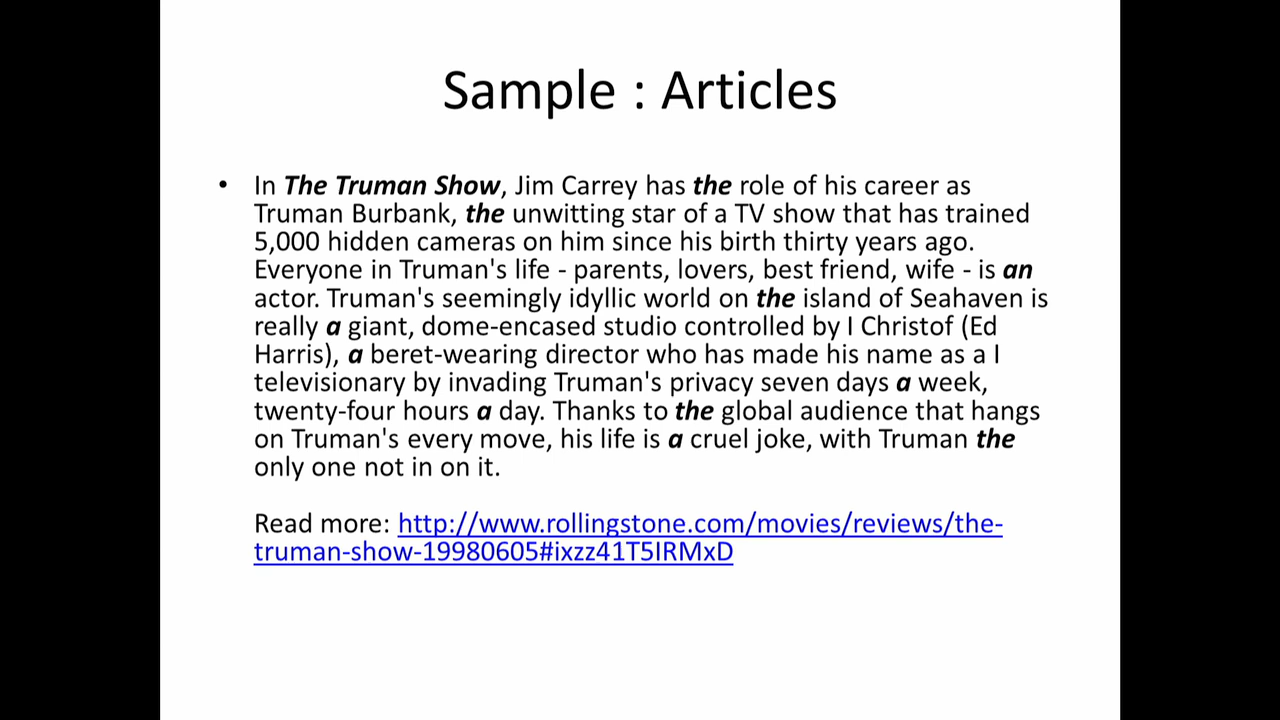 Sample : Articles
• In The Truman Show, Jim Carrey has the role of his career as
Truman Burbank, the unwitting star of a TV show that has trained
5,000 hidden cameras on him since his birth thirty years ago.
Everyone in Truman's life - parents, lovers, best friend, wife - is an
actor. Truman's seemingly idyllic world on the island of Seahaven is
really a giant, dome-encased studio controlled by I Christof (Ed
Harris), a beret-wearing director who has made his name as a I
televisionary by invading Truman's privacy seven days a week,
twenty-four hours a day. Thanks to the global audience that hangs
on Truman's every move, his life is a cruel joke, with Truman the
only one not in on it.
Read more: http://www.rollingstone.com/movies/reviews/the-
truman-show-19980605#ixzz41T5IRMxD